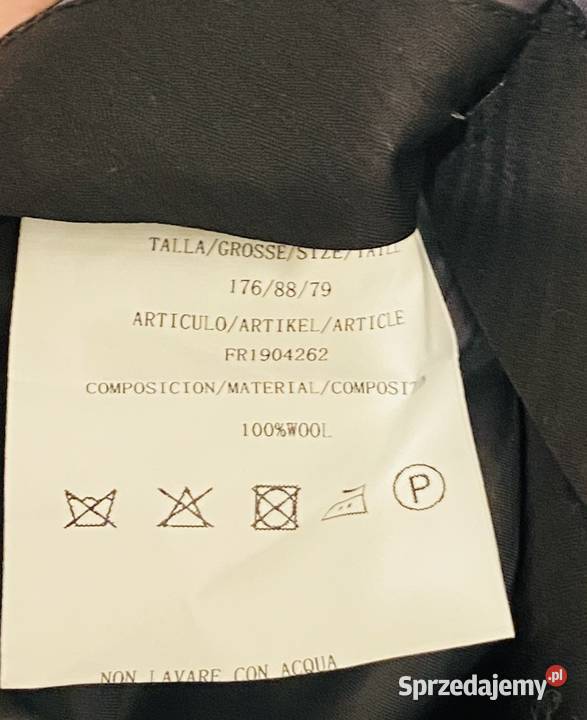 TALLA/GROSSE/SIZE/TAILL
176/88/79
ARTICULO/ARTIKEL/ARTICLE
FR1904262
COMPOSICION/MATERIAL/COMPOSIT
100%WOOL
P
NON LAVARE CON ACQUA
Sprzedajemy.pl